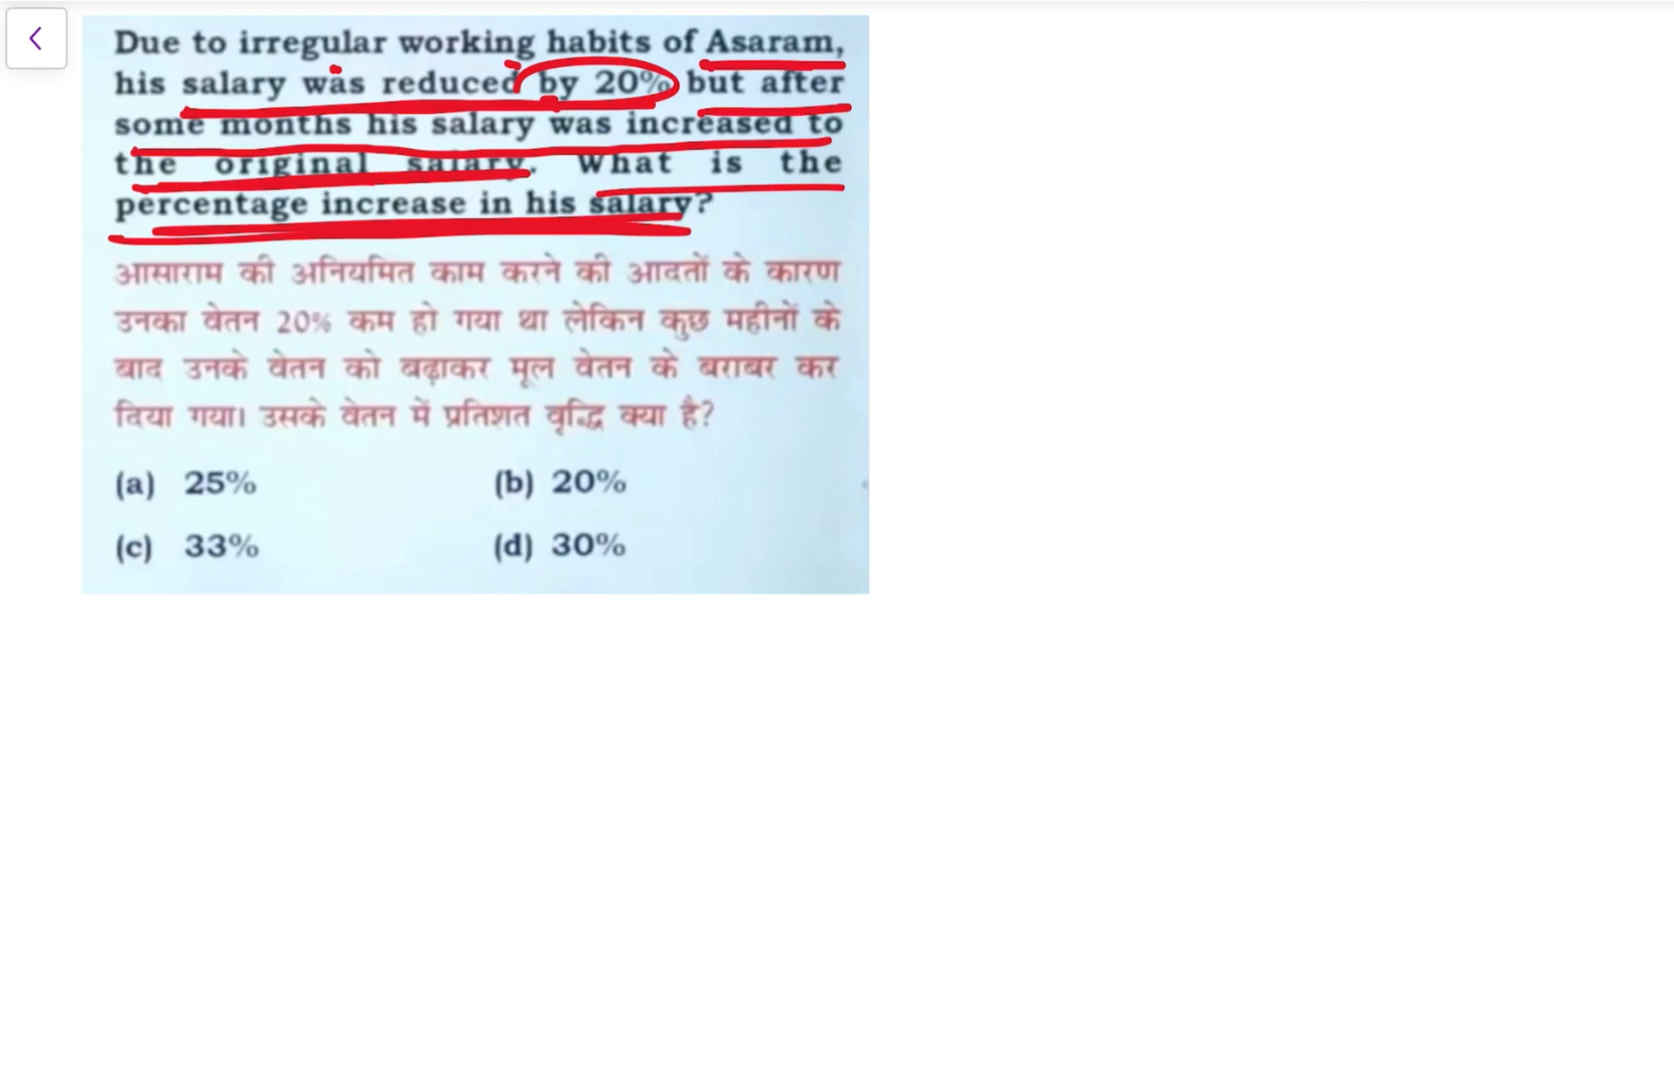 Due to irregular working habits of Asaram,
his salary was reduced by 20% but after
some months his salary was increased to
the original salary. What is the
percentage increase in his salary?
आसाराम की अनियमित काम करने की आदतों के कारण
उनका वेतन 20% कम हो गया था लेकिन कुछ महीनों के
बाद उनके वेतन को बढ़ाकर मूल वेतन के बराबर कर
दिया गया। उसके वेतन में प्रतिशत वृद्धि क्या है?
(a) 25% (b) 20%
(c) 33% (d) 30%